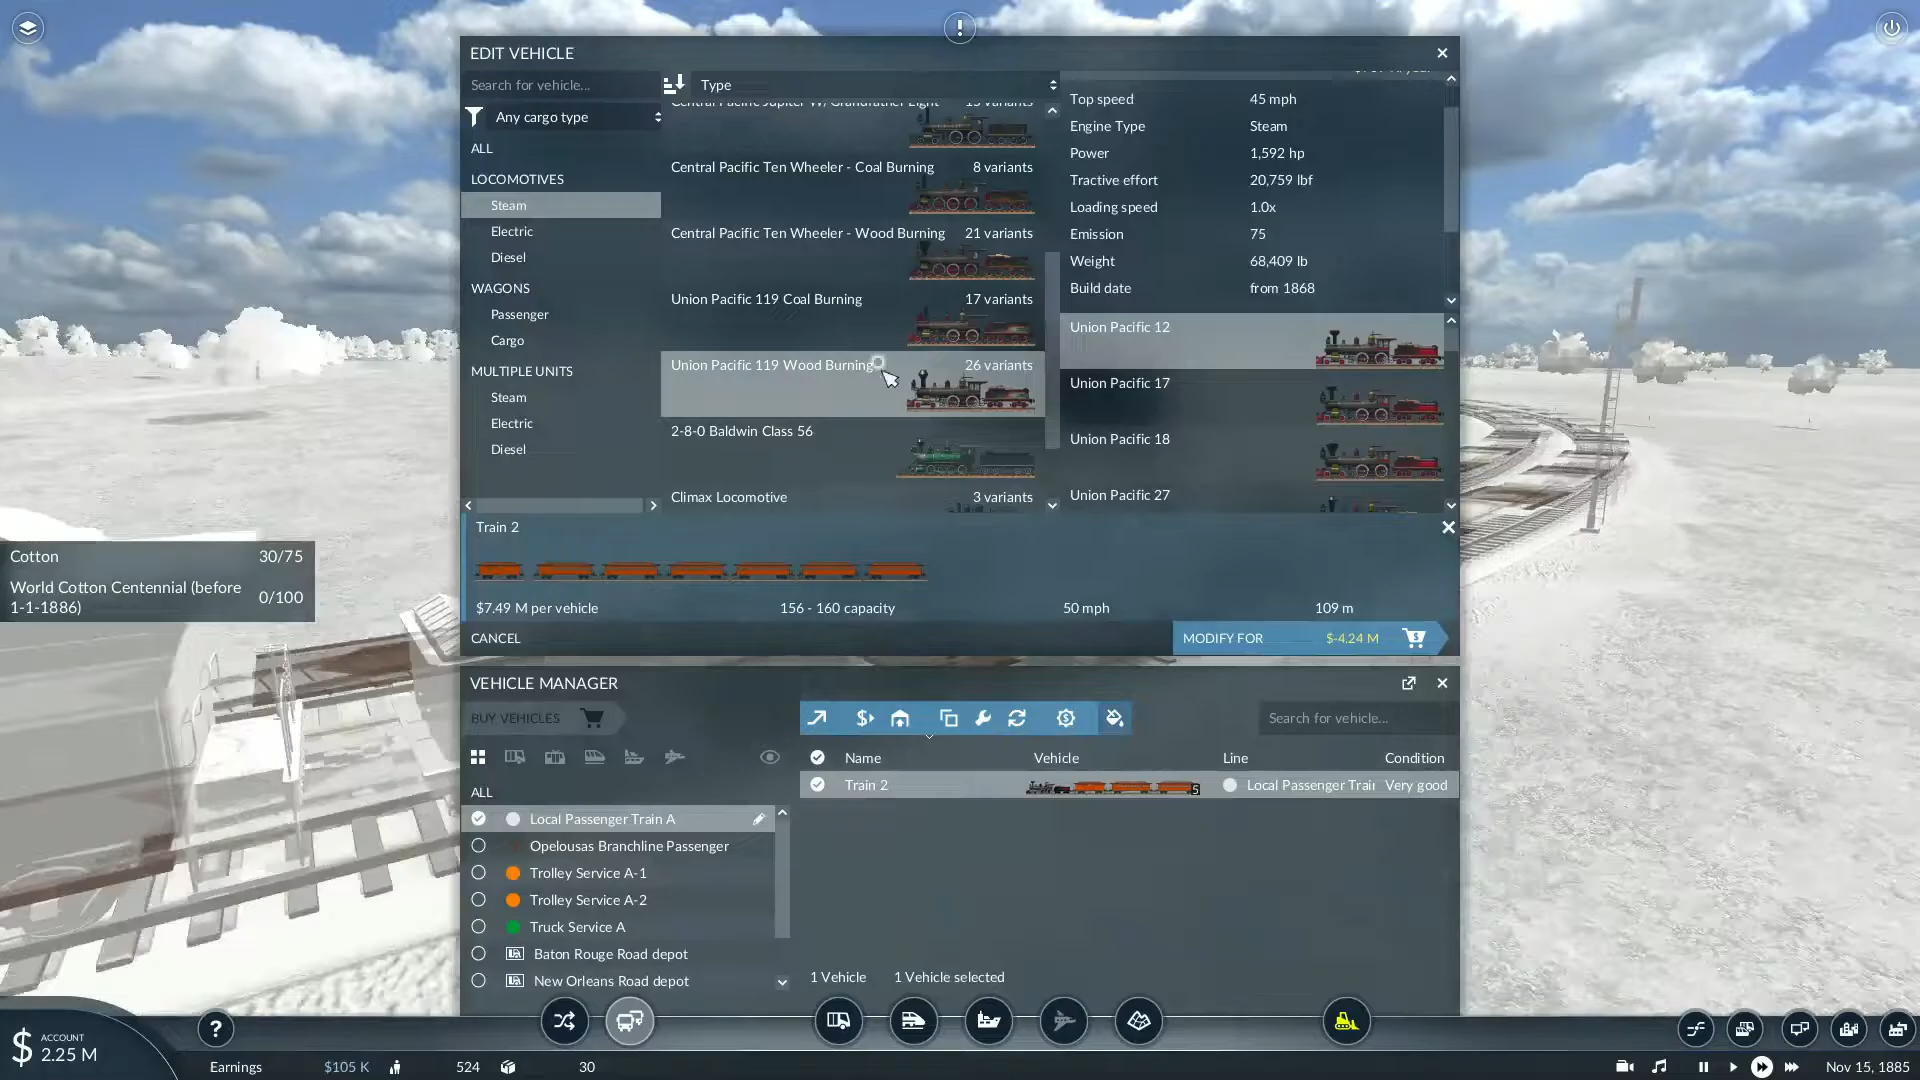 EDIT VEHICLE
Search for vehicle...
Type
Any cargo type
ALL
LOCOMOTIVES
Steam
Electric
Diesel
WAGONS
Passenger
Cargo
MULTIPLE UNITS
Steam
Electric
Diesel
Central Pacific Jupiter W/ Grandfather Light 15 variants
Central Pacific Ten Wheeler - Coal Burning 8 variants
Central Pacific Ten Wheeler - Wood Burning 21 variants
Union Pacific 119 Coal Burning 17 variants
Union Pacific 119 Wood Burning 26 variants
2-8-0 Baldwin Class 56
Climax Locomotive 3 variants
Top speed 45 mph
Engine Type Steam
Power 1,592 hp
Tractive effort 20,759 lbf
Loading speed 1.0x
Emission 75
Weight 68,409 lb
Build date from 1868
Union Pacific 12
Union Pacific 17
Union Pacific 18
Union Pacific 27
Train 2
$7.49 M per vehicle 156 - 160 capacity 50 mph 109 m
CANCEL
MODIFY FOR $-4.24 M
Cotton 30/75
World Cotton Centennial (before
1-1-1886) 0/100
VEHICLE MANAGER
BUY VEHICLES
Search for vehicle...
ALL
Local Passenger Train A
Opelousas Branchline Passenger
Trolley Service A-1
Trolley Service A-2
Truck Service A
Baton Rouge Road depot
New Orleans Road depot
Name Vehicle Line Condition
Train 2 5 Local Passenger Trai Very good
1 Vehicle 1 Vehicle selected
ACCOUNT
$ 2.25 M
?
Earnings $105 K 524 30
Nov 15, 1885